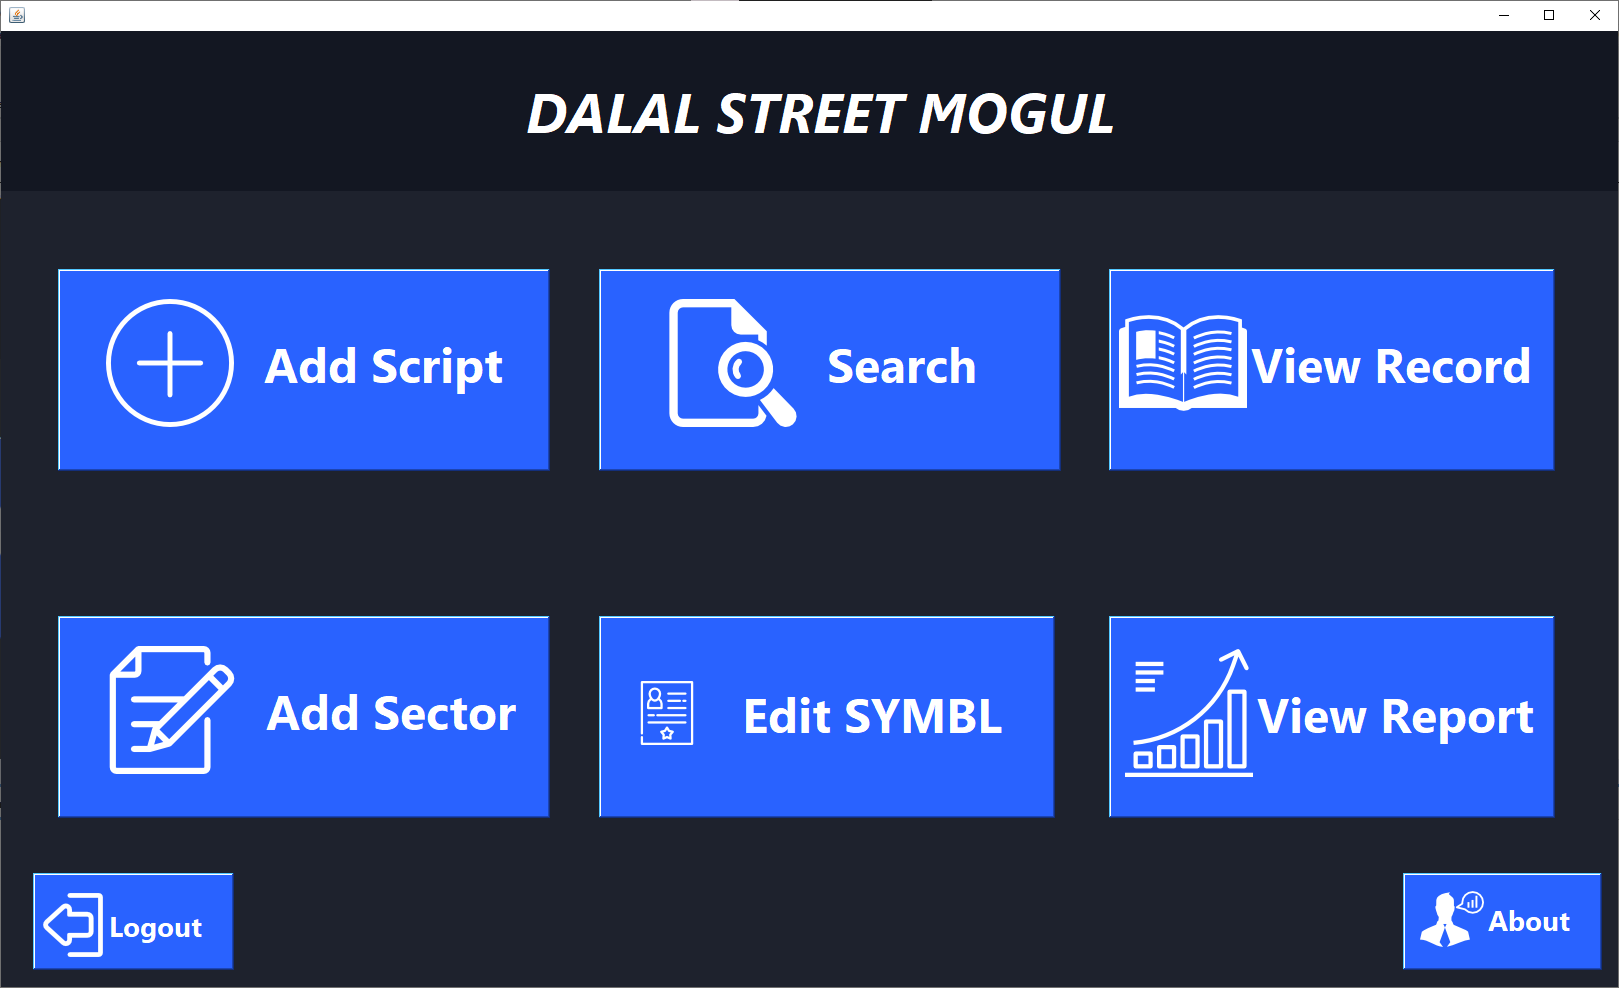 DALAL STREET MOGUL
Add Script
Search
View Record
Add Sector
Edit SYMBL
View Report
Logout
About